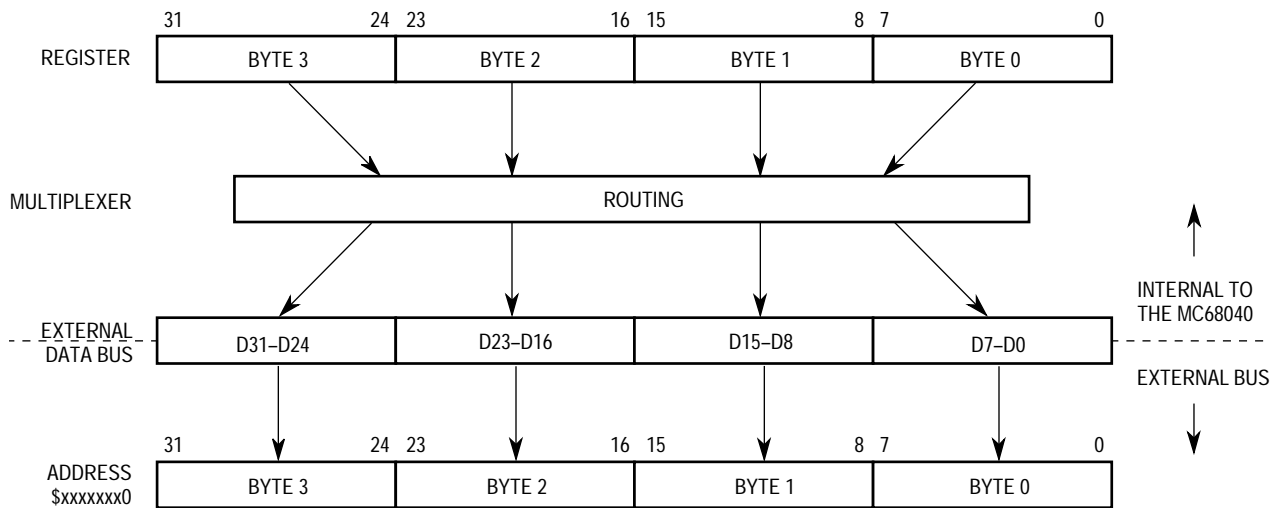 31 24 23 16 15 8 7 0
REGISTER BYTE 3 BYTE 2 BYTE 1 BYTE 0
MULTIPLEXER ROUTING
INTERNAL TO
THE MC68040
EXTERNAL
DATA BUS
D31–D24 D23–D16 D15–D8 D7–D0
EXTERNAL BUS
31 24 23 16 15 8 7 0
ADDRESS
$xxxxxxx0
BYTE 3 BYTE 2 BYTE 1 BYTE 0